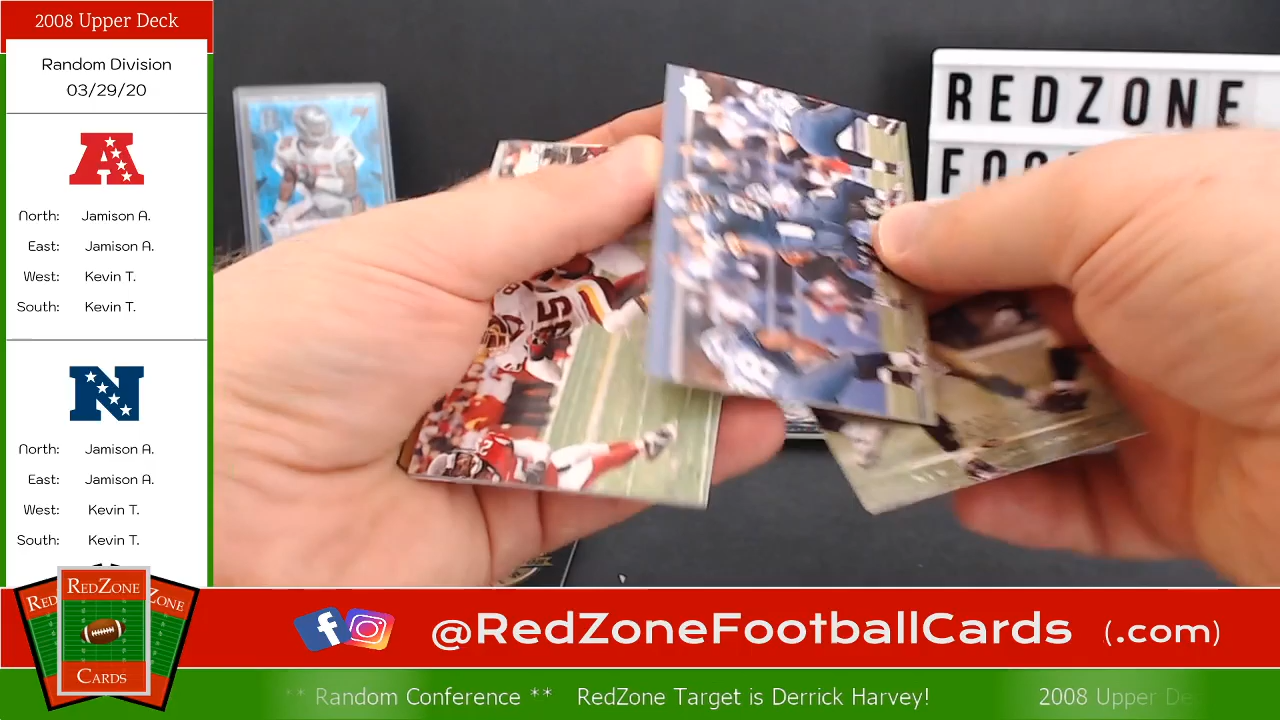 2008 Upper Deck
Random Division
03/29/20
A
North: Jamison A.
East: Jamison A.
West: Kevin T.
South: Kevin T.
N
North: Jamison A.
East: Jamison A.
West: Kevin T.
South: Kevin T.
REDZONE
CARDS
REDZONE
@RedZoneFootballCards (.com)
** Random Conference ** RedZone Target is Derrick Harvey! 2008 Upper De